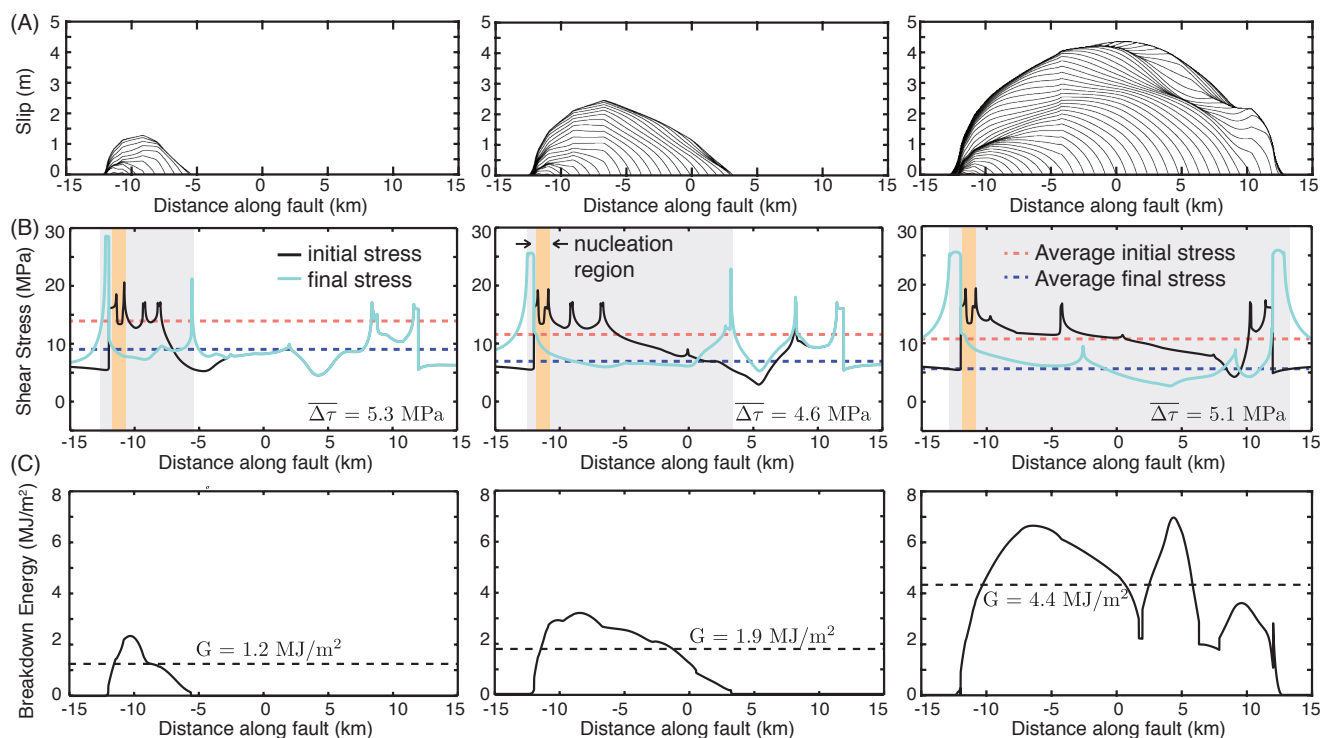 (A)
Slip (m)
5
4
3
2
1
0
-15 -10 -5 0 5 10 15
Distance along fault (km)
5
4
3
2
1
0
-15 -10 -5 0 5 10 15
Distance along fault (km)
5
4
3
2
1
0
-15 -10 -5 0 5 10 15
Distance along fault (km)
(B)
Shear Stress (MPa)
30
20
10
0
initial stress
final stress
Δτ = 5.3 MPa
-15 -10 -5 0 5 10 15
Distance along fault (km)
30
20
10
0
nucleation
region
Δτ = 4.6 MPa
-15 -10 -5 0 5 10 15
Distance along fault (km)
30
20
10
0
Average initial stress
Average final stress
Δτ = 5.1 MPa
-15 -10 -5 0 5 10 15
Distance along fault (km)
(C)
Breakdown Energy (MJ/m²)
8
6
4
2
0
G = 1.2 MJ/m²
-15 -10 -5 0 5 10 15
Distance along fault (km)
8
6
4
2
0
G = 1.9 MJ/m²
-15 -10 -5 0 5 10 15
Distance along fault (km)
8
6
4
2
0
G = 4.4 MJ/m²
-15 -10 -5 0 5 10 15
Distance along fault (km)